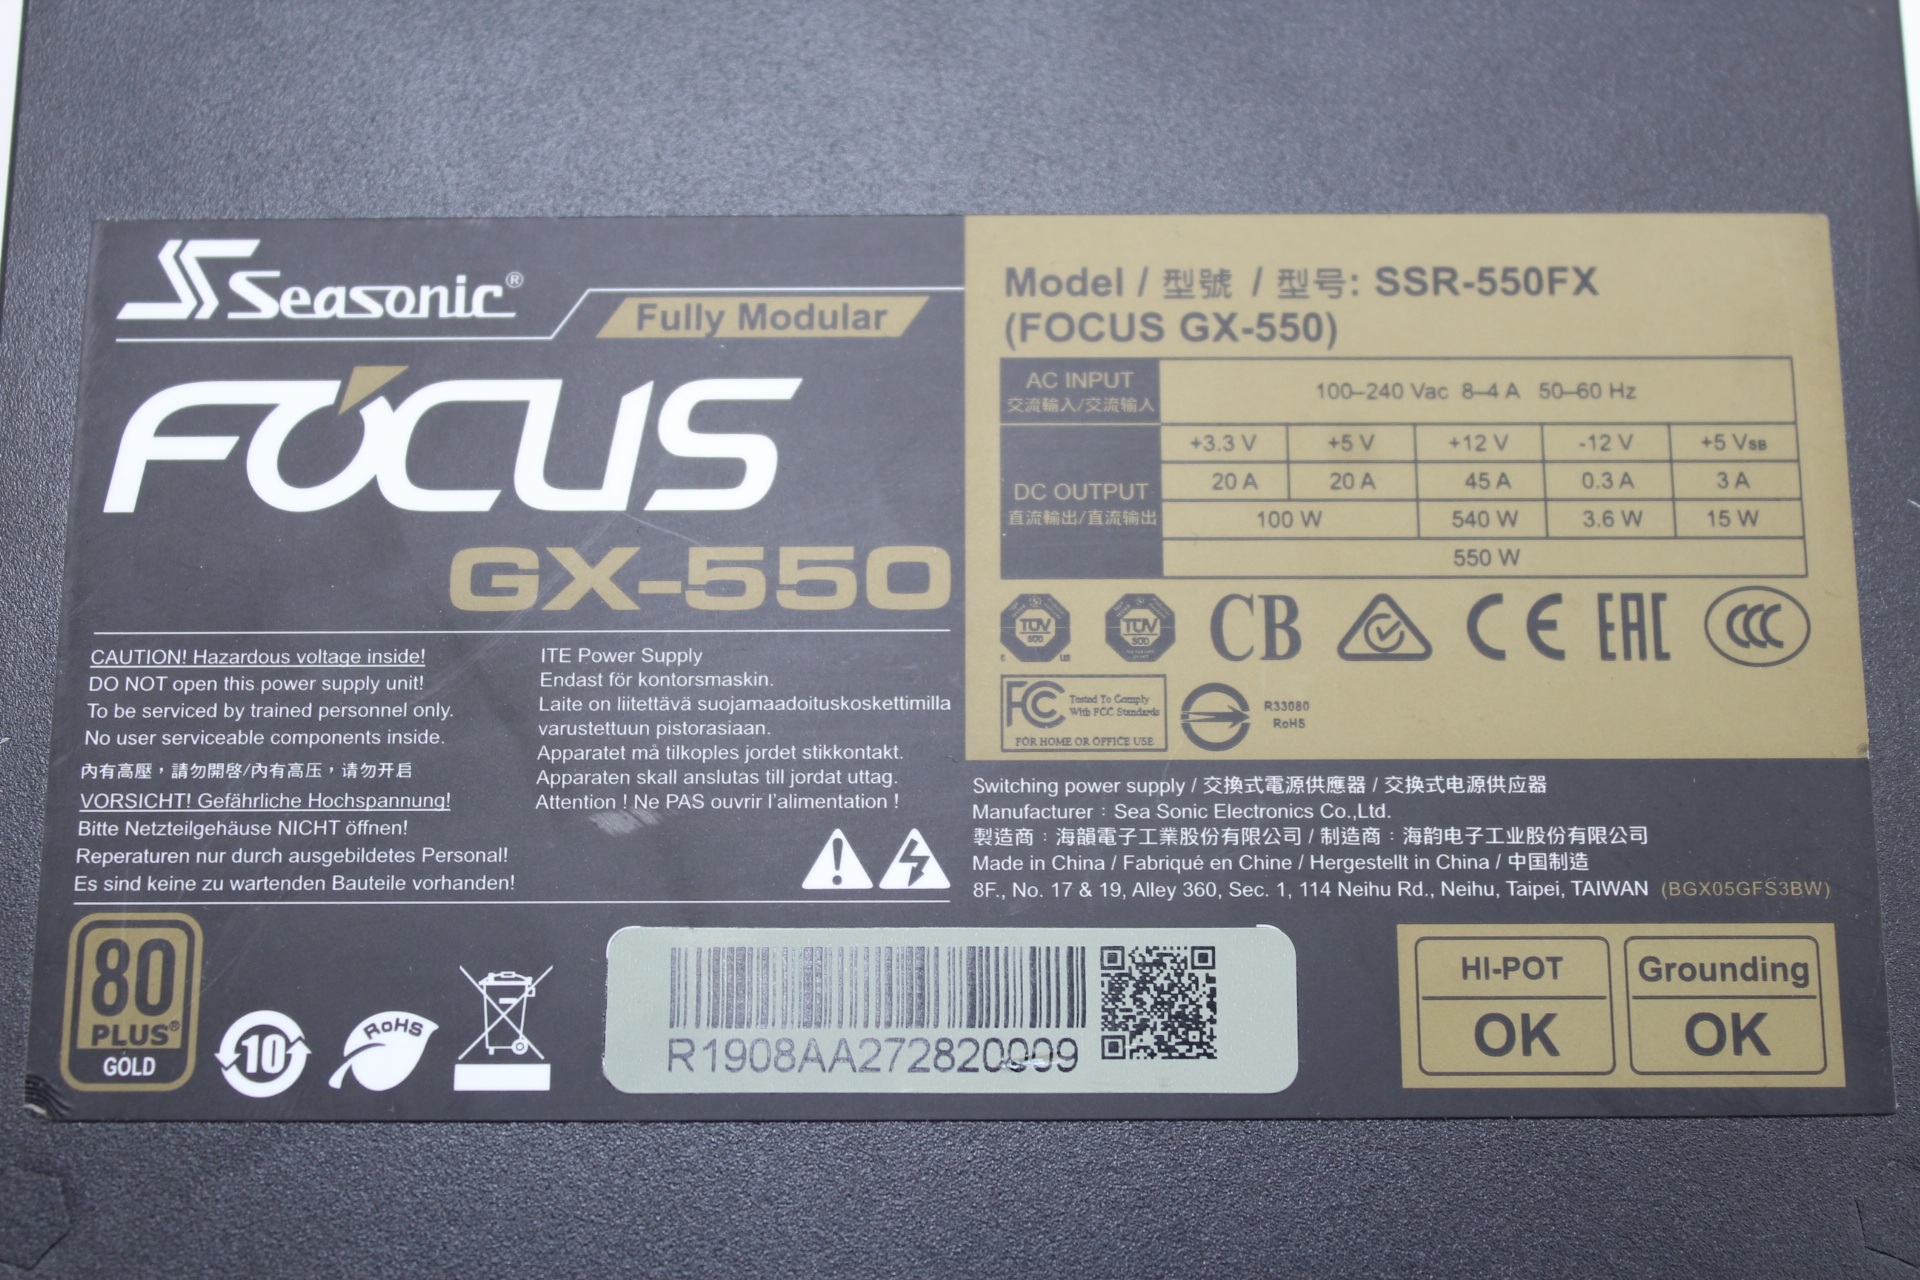 Seasonic®
Fully Modular
FOCUS
GX-550
CAUTION! Hazardous voltage inside!
DO NOT open this power supply unit!
To be serviced by trained personnel only.
No user serviceable components inside.
內有高壓，請勿開啓/內有高压，请勿开启
VORSICHT! Gefährliche Hochspannung!
Bitte Netzteilgehäuse NICHT öffnen!
Reperaturen nur durch ausgebildetes Personal!
Es sind keine zu wartenden Bauteile vorhanden!
ITE Power Supply
Endast för kontorsmaskin.
Laite on liitettävä suojamaadoituskoskettimilla
varustettuun pistorasiaan.
Apparatet må tilkoples jordet stikkontakt.
Apparaten skall anslutas till jordat uttag.
Attention ! Ne PAS ouvrir l'alimentation !
Model / 型號 / 型号: SSR-550FX
(FOCUS GX-550)
AC INPUT 100–240 Vac 8–4 A 50–60 Hz
交流輸入/交流输入
+3.3 V +5 V +12 V -12 V +5 VSB
20 A 20 A 45 A 0.3 A 3 A
DC OUTPUT
直流輸出/直流输出
100 W 540 W 3.6 W 15 W
550 W
TÜV SÜD TÜV SÜD CB CE EAC CCC
FC Tested To Comply
With FCC Standards
FOR HOME OR OFFICE USE
R33080
RoHS
Switching power supply / 交換式電源供應器 / 交换式电源供应器
Manufacturer : Sea Sonic Electronics Co.,Ltd.
製造商 : 海韻電子工業股份有限公司 / 制造商 : 海韵电子工业股份有限公司
Made in China / Fabriqué en Chine / Hergestellt in China / 中国制造
8F., No. 17 & 19, Alley 360, Sec. 1, 114 Neihu Rd., Neihu, Taipei, TAIWAN (BGX05GFS3BW)
80
PLUS®
GOLD
10
RoHS
R1908AA272820009
HI-POT
OK
Grounding
OK